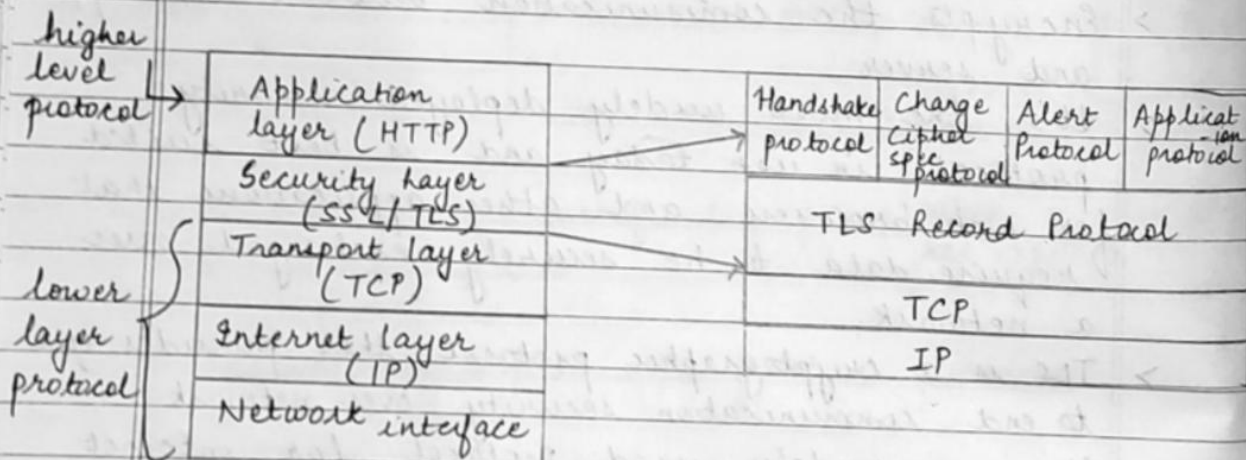 higher
level
protocol
Application
layer (HTTP)
Security Layer
(SSL/TLS)
Transport layer
(TCP)
Internet layer
(IP)
Network interface
lower
layer
protocol
Handshake
protocol
Change
Cipher
spec
protocol
Alert
Protocol
Applicat
-ion
protocol
TLS Record Protocol
TCP
IP